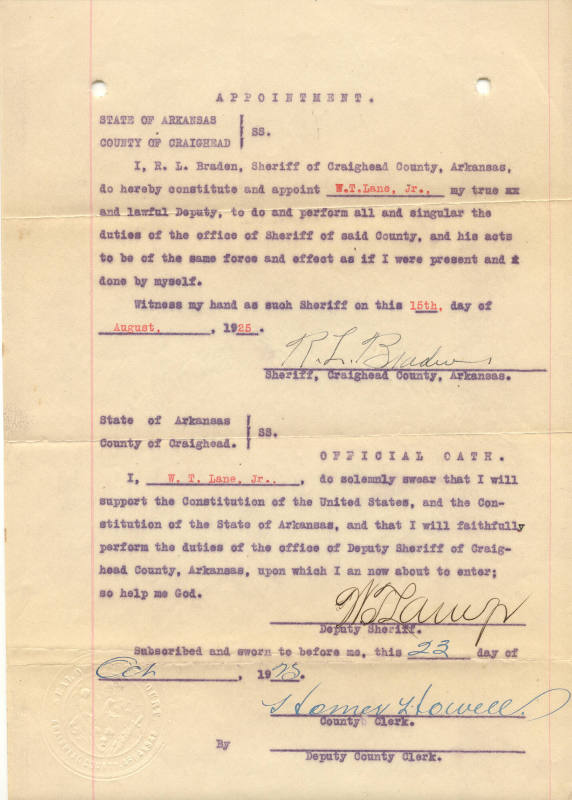 APPOINTMENT.
STATE OF ARKANSAS
SS.
COUNTY OF CRAIGHEAD
I, R. L. Braden, Sheriff of Craighead County, Arkansas,
do hereby constitute and appoint W.T.Lane, Jr., my true xx
and lawful Deputy, to do and perform all and singular the
duties of the office of Sheriff of said County, and his acts
to be of the same force and effect as if I were present and
done by myself.
Witness my hand as such Sheriff on this 15th, day of
August, , 1925.
R. L. Braden
Sheriff, Craighead County, Arkansas.
State of Arkansas
SS.
County of Craighead.
OFFICIAL OATH.
I, W. T. Lane, Jr.. , do solemnly swear that I will
support the Constitution of the United States, and the Con-
stitution of the State of Arkansas, and that I will faithfully
perform the duties of the office of Deputy Sheriff of Craig-
head County, Arkansas, upon which I an now about to enter;
so help me God.
W T Lane Jr
Deputy Sheriff.
Subscribed and sworn to before me, this 23 day of
Oct , 1925.
Homer Howell
County Clerk.
By
Deputy County Clerk.